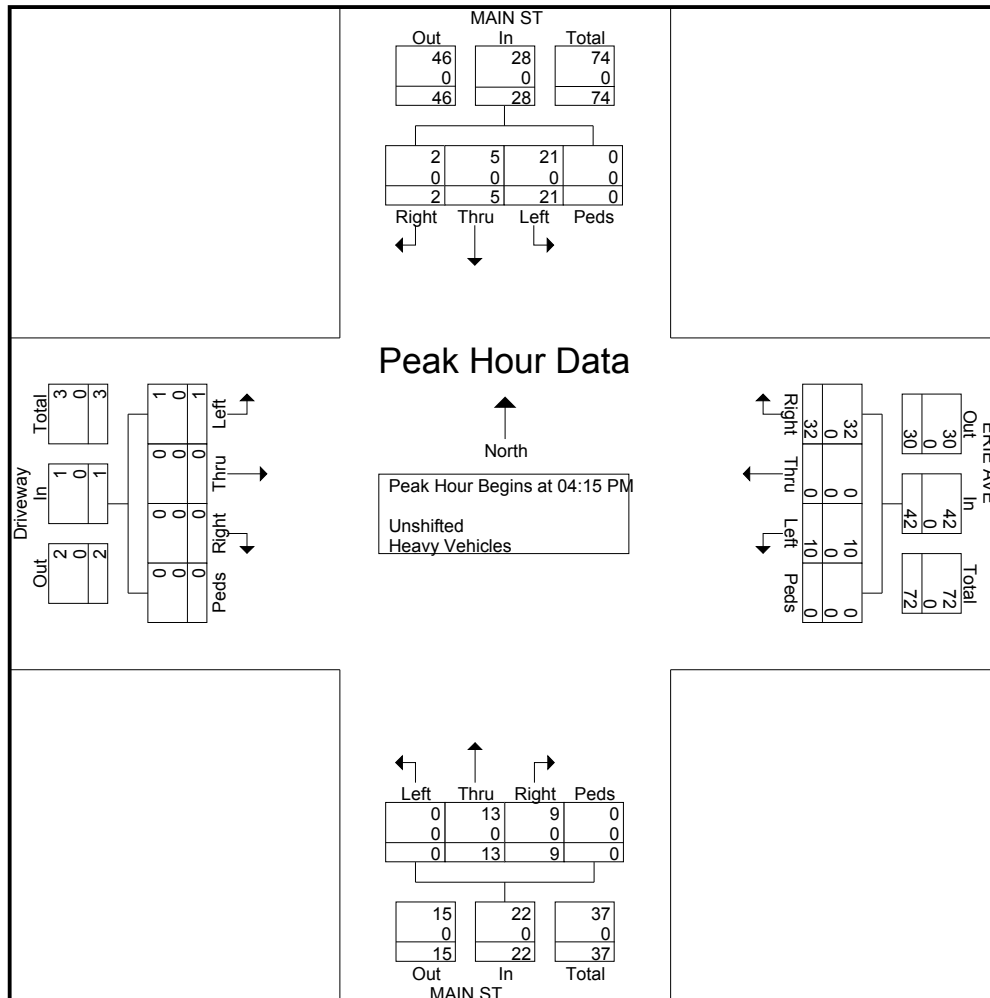 MAIN ST
Out In Total
46 28 74
0 0 0
46 28 74
2 5 21 0
0 0 0 0
2 5 21 0
Right Thru Left Peds
Peak Hour Data
North
Peak Hour Begins at 04:15 PM
Unshifted
Heavy Vehicles
Driveway
Out In Total
2 1 3
0 0 0
2 1 3
Peds Right Thru Left
0 0 0 1
0 0 0 0
0 0 0 1
ERIE AVE
Out In Total
30 42 72
0 0 0
30 42 72
Right Thru Left Peds
32 0 10 0
0 0 0 0
32 0 10 0
Left Thru Right Peds
0 13 9 0
0 0 0 0
0 13 9 0
15 22 37
0 0 0
15 22 37
Out In Total
MAIN ST